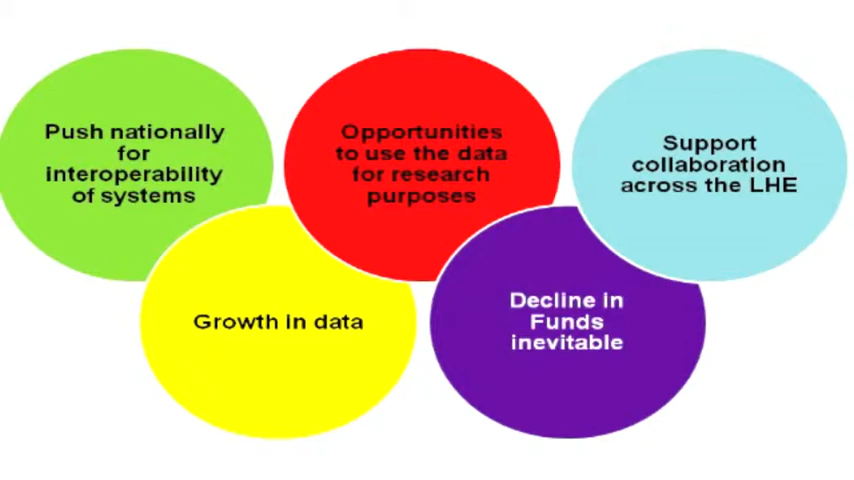 Push nationally
for
interoperability
of systems
Opportunities
to use the data
for research
purposes
Support
collaboration
across the LHE
Growth in data
Decline in
Funds
inevitable